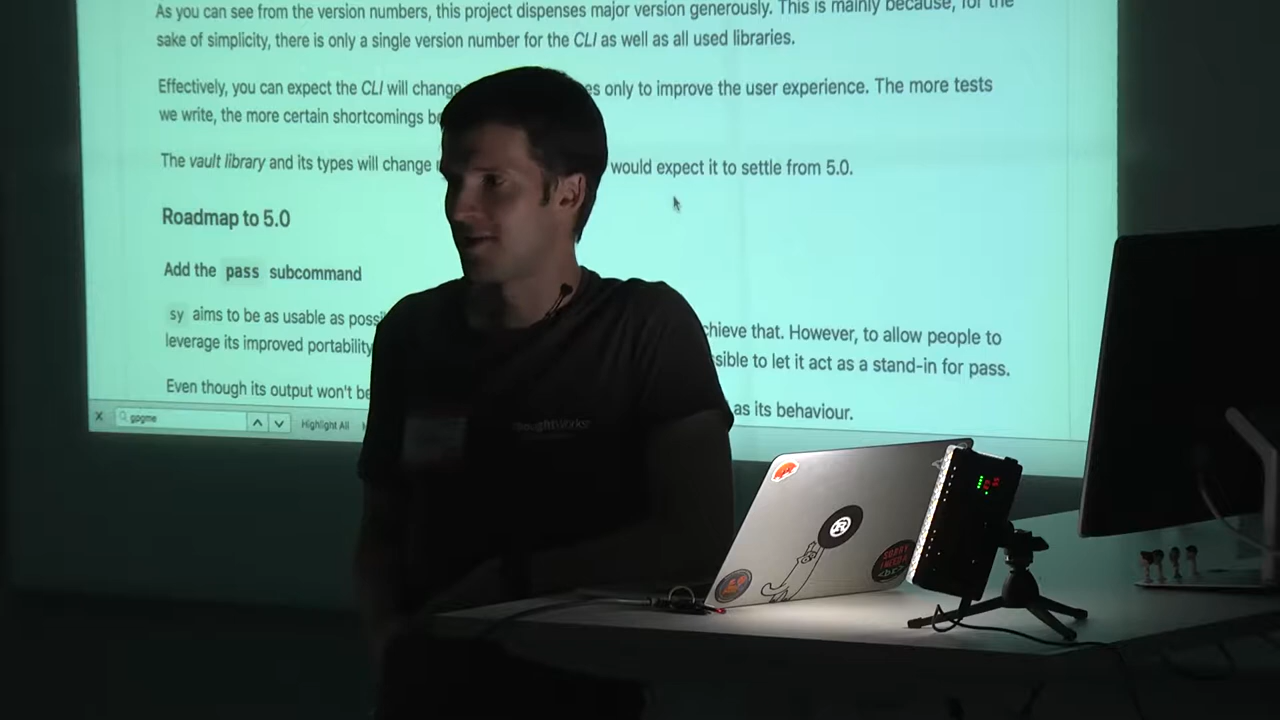 As you can see from the version numbers, this project dispenses major version generously. This is mainly because, for the
sake of simplicity, there is only a single version number for the CLI as well as all used libraries.
Effectively, you can expect the CLI will change es only to improve the user experience. The more tests
we write, the more certain shortcomings be
The vault library and its types will change would expect it to settle from 5.0.
Roadmap to 5.0
Add the pass subcommand
sy aims to be as usable as possi chieve that. However, to allow people to
leverage its improved portability sible to let it act as a stand-in for pass.
Even though its output won't be as its behaviour.
gpgme
Highlight All
ThoughtWorks
R
SORRY
I NEED A